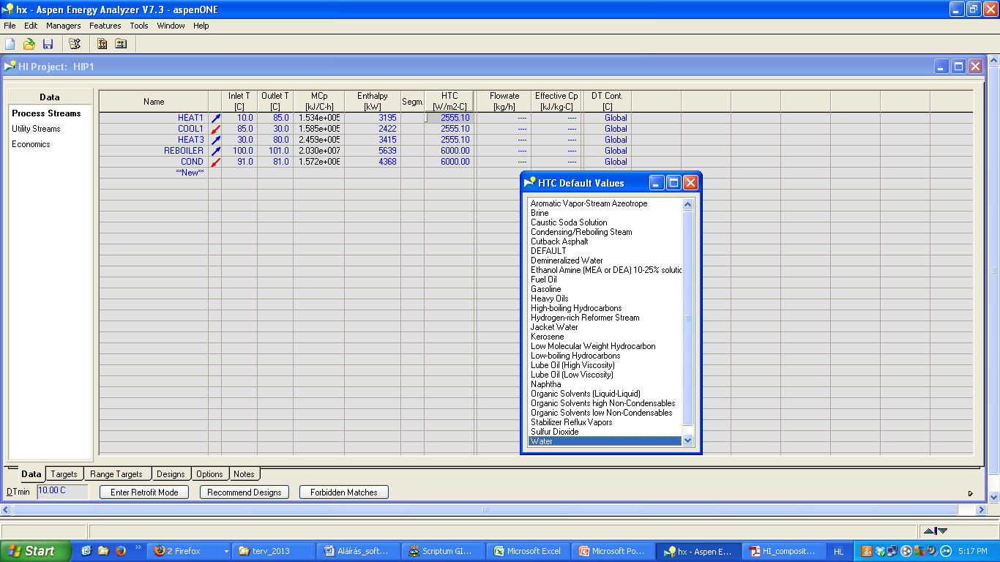 hx - Aspen Energy Analyzer V7.3 - aspenONE
File Edit Managers Features Tools Window Help
HI Project: HIP1
Data
Process Streams
Utility Streams
Economics
Name Inlet T [C] Outlet T [C] MCp [kJ/C-h] Enthalpy [kW] Segm. HTC [W/m2-C] Flowrate [kg/h] Effective Cp [kJ/kg-C] DT Cont. [C]
HEAT1 10.0 85.0 1.534e+005 3195 2555.10 ---- ---- Global
COOL1 85.0 30.0 1.585e+005 2422 2555.10 ---- ---- Global
HEAT3 30.0 80.0 2.459e+005 3415 2555.10 ---- ---- Global
REBOILER 100.0 101.0 2.030e+007 5639 6000.00 ---- ---- Global
COND 91.0 81.0 1.572e+006 4368 6000.00 ---- ---- Global
**New**
HTC Default Values
Aromatic Vapor-Stream Azeotrope
Brine
Caustic Soda Solution
Condensing/Reboiling Steam
Cutback Asphalt
DEFAULT
Demineralized Water
Ethanol Amine (MEA or DEA) 10-25% solutic
Fuel Oil
Gasoline
Heavy Oils
High-boiling Hydrocarbons
Hydrogen-rich Reformer Stream
Jacket Water
Kerosene
Low Molecular Weight Hydrocarbon
Low-boiling Hydrocarbons
Lube Oil (High Viscosity)
Lube Oil (Low Viscosity)
Naphtha
Organic Solvents (Liquid-Liquid)
Organic Solvents high Non-Condensables
Organic Solvents low Non-Condensables
Stabilizer Reflux Vapors
Sulfur Dioxide
Water
Data Targets Range Targets Designs Options Notes
DTmin 10.00 C Enter Retrofit Mode Recommend Designs Forbidden Matches
Start 2 Firefox terv_2013 Aláírás_soft... Scriptum GI... Microsoft Excel Microsoft Po... hx - Aspen E... HI_composit... HU 5:17 PM